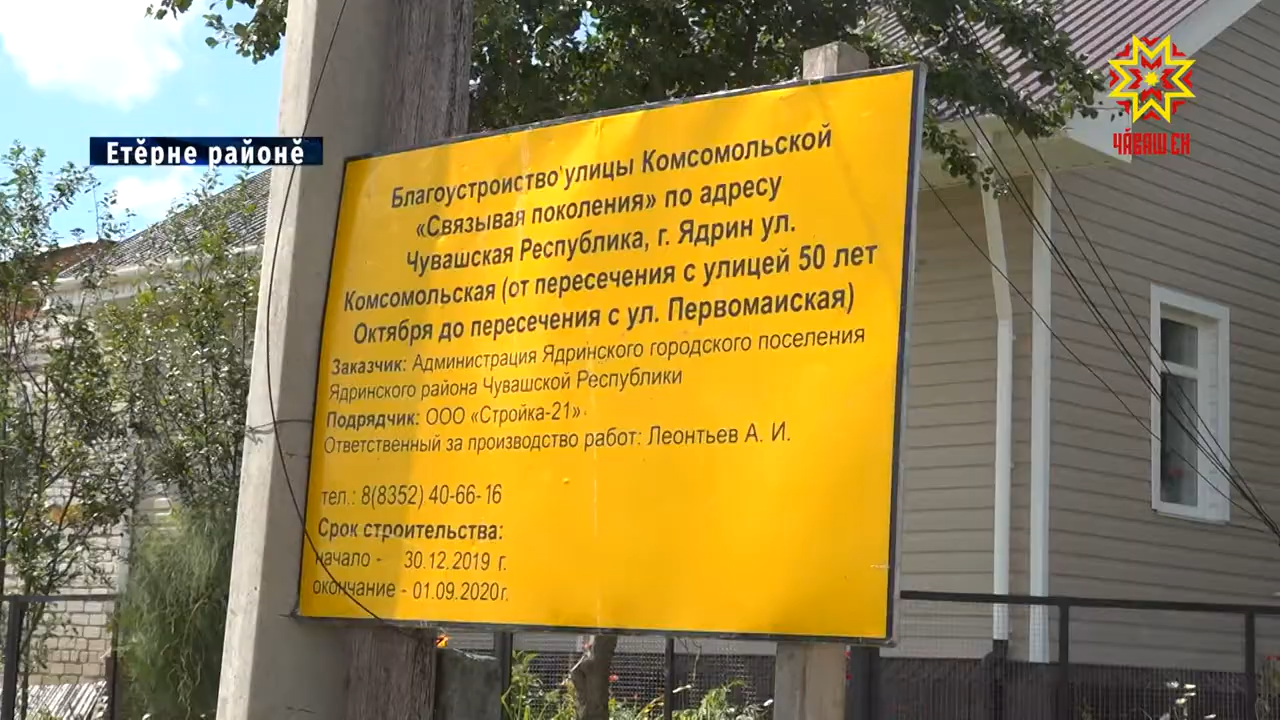 Етӗрне районӗ
ЧӐВАШ ЕН
Благоустроиство улицы Комсомольской
«Связывая поколения» по адресу
Чувашская Республика, г. Ядрин ул.
Комсомольская (от пересечения с улицей 50 лет
Октября до пересечения с ул. Первомаиская)
Заказчик: Администрация Ядринского городского поселения
Ядринского района Чувашской Республики
Подрядчик: ООО «Стройка-21».
Ответственный за производство работ: Леонтьев А. И.
тел.: 8(8352) 40-66-16
Срок строительства:
начало - 30.12.2019 г.
окончание - 01.09.2020г.